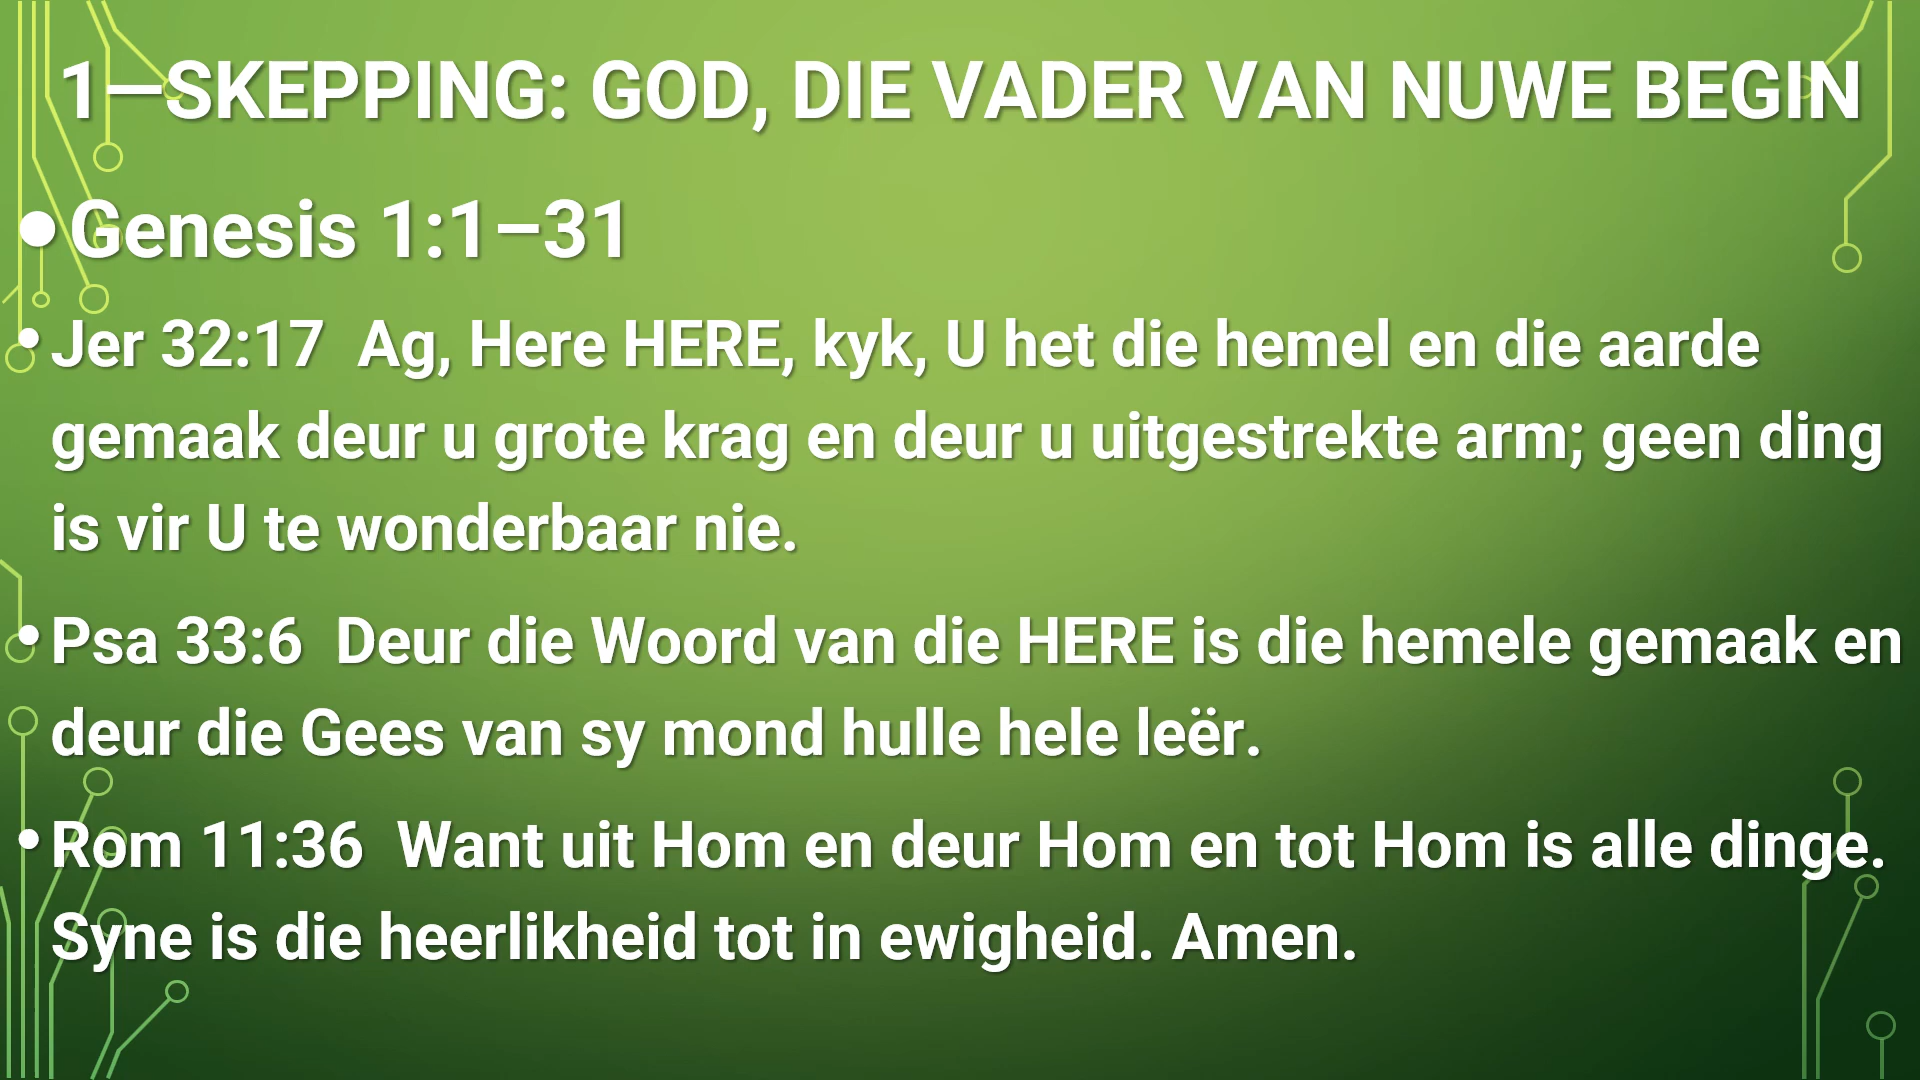 1—SKEPPING: GOD, DIE VADER VAN NUWE BEGIN
•Genesis 1:1–31
•Jer 32:17  Ag, Here HERE, kyk, U het die hemel en die aarde
gemaak deur u grote krag en deur u uitgestrekte arm; geen ding
is vir U te wonderbaar nie.
•Psa 33:6  Deur die Woord van die HERE is die hemele gemaak en
deur die Gees van sy mond hulle hele leër.
•Rom 11:36  Want uit Hom en deur Hom en tot Hom is alle dinge.
Syne is die heerlikheid tot in ewigheid. Amen.